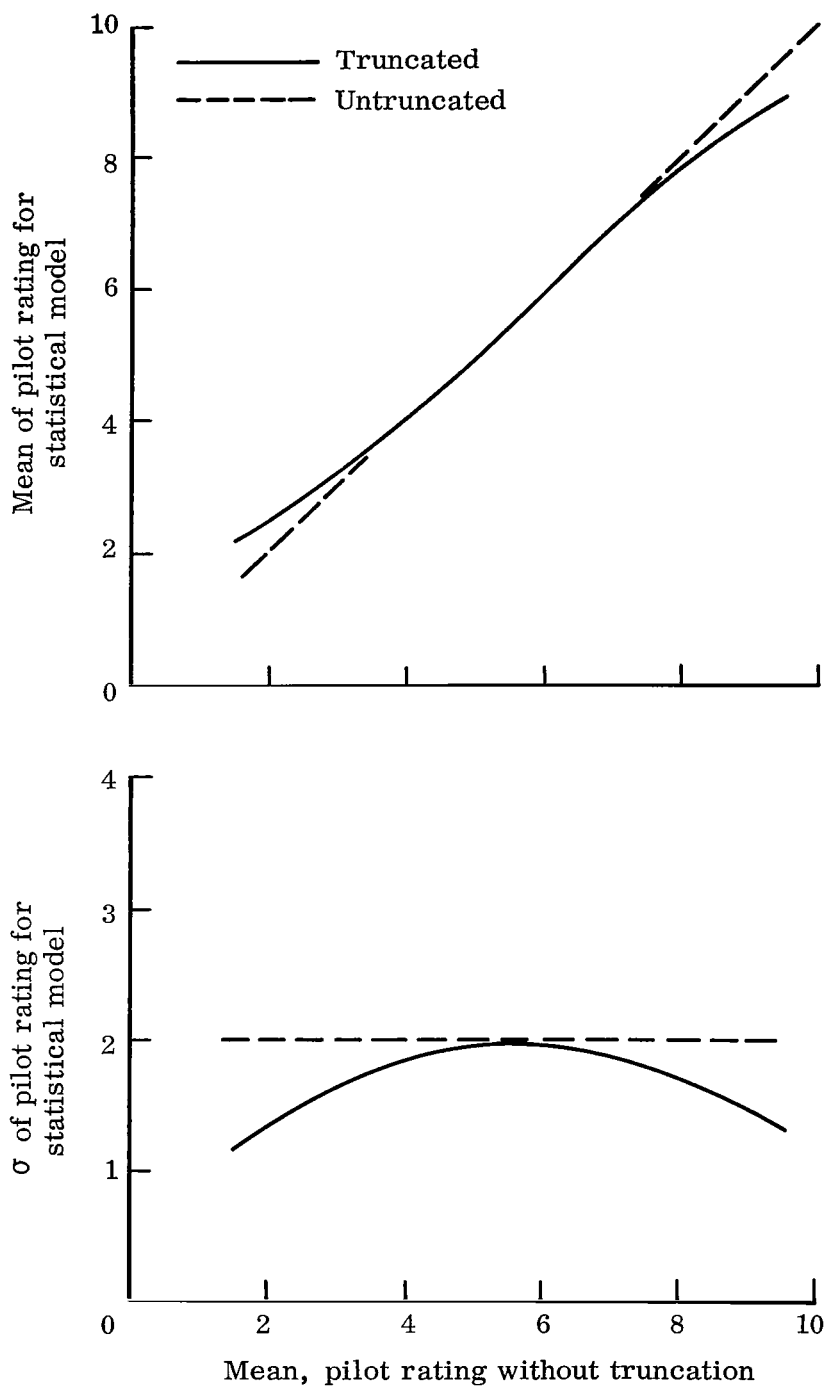 10
Truncated
Untruncated
8
6
4
2
0
Mean of pilot rating for
statistical model
4
3
2
1
0
2
4
6
8
10
σ of pilot rating for
statistical model
Mean, pilot rating without truncation